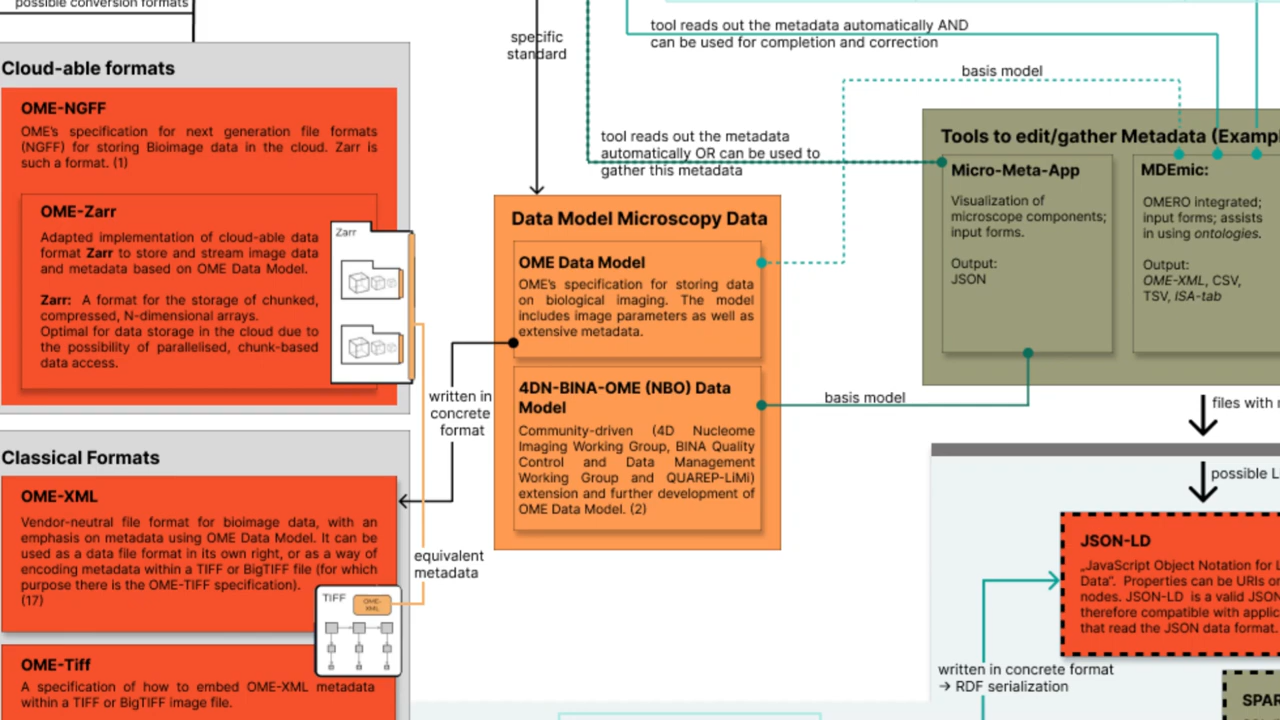 possible conversion formats
Cloud-able formats
OME-NGFF
OME's specification for next generation file formats
(NGFF) for storing Bioimage data in the cloud. Zarr is
such a format. (1)
OME-Zarr
Adapted implementation of cloud-able data
format Zarr to store and stream image data
and metadata based on OME Data Model.
Zarr: A format for the storage of chunked,
compressed, N-dimensional arrays.
Optimal for data storage in the cloud due to
the possibility of parallelised, chunk-based
data access.
Zarr
Classical Formats
OME-XML
Vendor-neutral file format for bioimage data, with an
emphasis on metadata using OME Data Model. It can be
used as a data file format in its own right, or as a way of
encoding metadata within a TIFF or BigTIFF file (for which
purpose there is the OME-TIFF specification).
(17)
TIFF
OME-
XML
OME-Tiff
A specification of how to embed OME-XML metadata
within a TIFF or BigTIFF image file.
written in
concrete
format
equivalent
metadata
specific
standard
Data Model Microscopy Data
OME Data Model
OME's specification for storing data
on biological imaging. The model
includes image parameters as well as
extensive metadata.
4DN-BINA-OME (NBO) Data
Model
Community-driven (4D Nucleome
Imaging Working Group, BINA Quality
Control and Data Management
Working Group and QUAREP-LiMi)
extension and further development of
OME Data Model. (2)
tool reads out the metadata automatically AND
can be used for completion and correction
basis model
tool reads out the metadata
automatically OR can be used to
gather this metadata
basis model
Tools to edit/gather Metadata (Examp
Micro-Meta-App
Visualization of
microscope components;
input forms.
Output:
JSON
MDEmic:
OMERO integrated;
input forms; assists
in using ontologies.
Output:
OME-XML, CSV,
TSV, ISA-tab
files with
possible L
JSON-LD
„JavaScript Object Notation for L
Data". Properties can be URIs or
nodes. JSON-LD is a valid JSON
therefore compatible with applic
that read the JSON data format.
written in concrete format
→ RDF serialization
SPAR